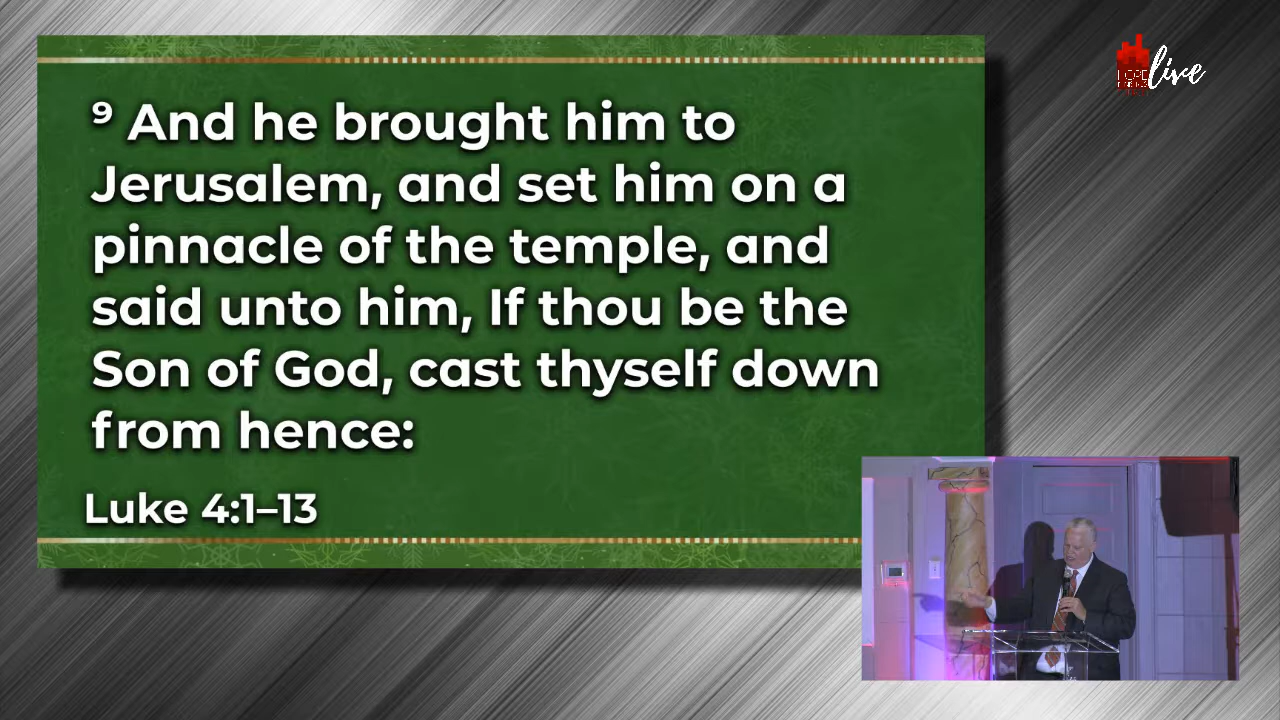 ⁹ And he brought him to
Jerusalem, and set him on a
pinnacle of the temple, and
said unto him, If thou be the
Son of God, cast thyself down
from hence:
Luke 4:1–13
live